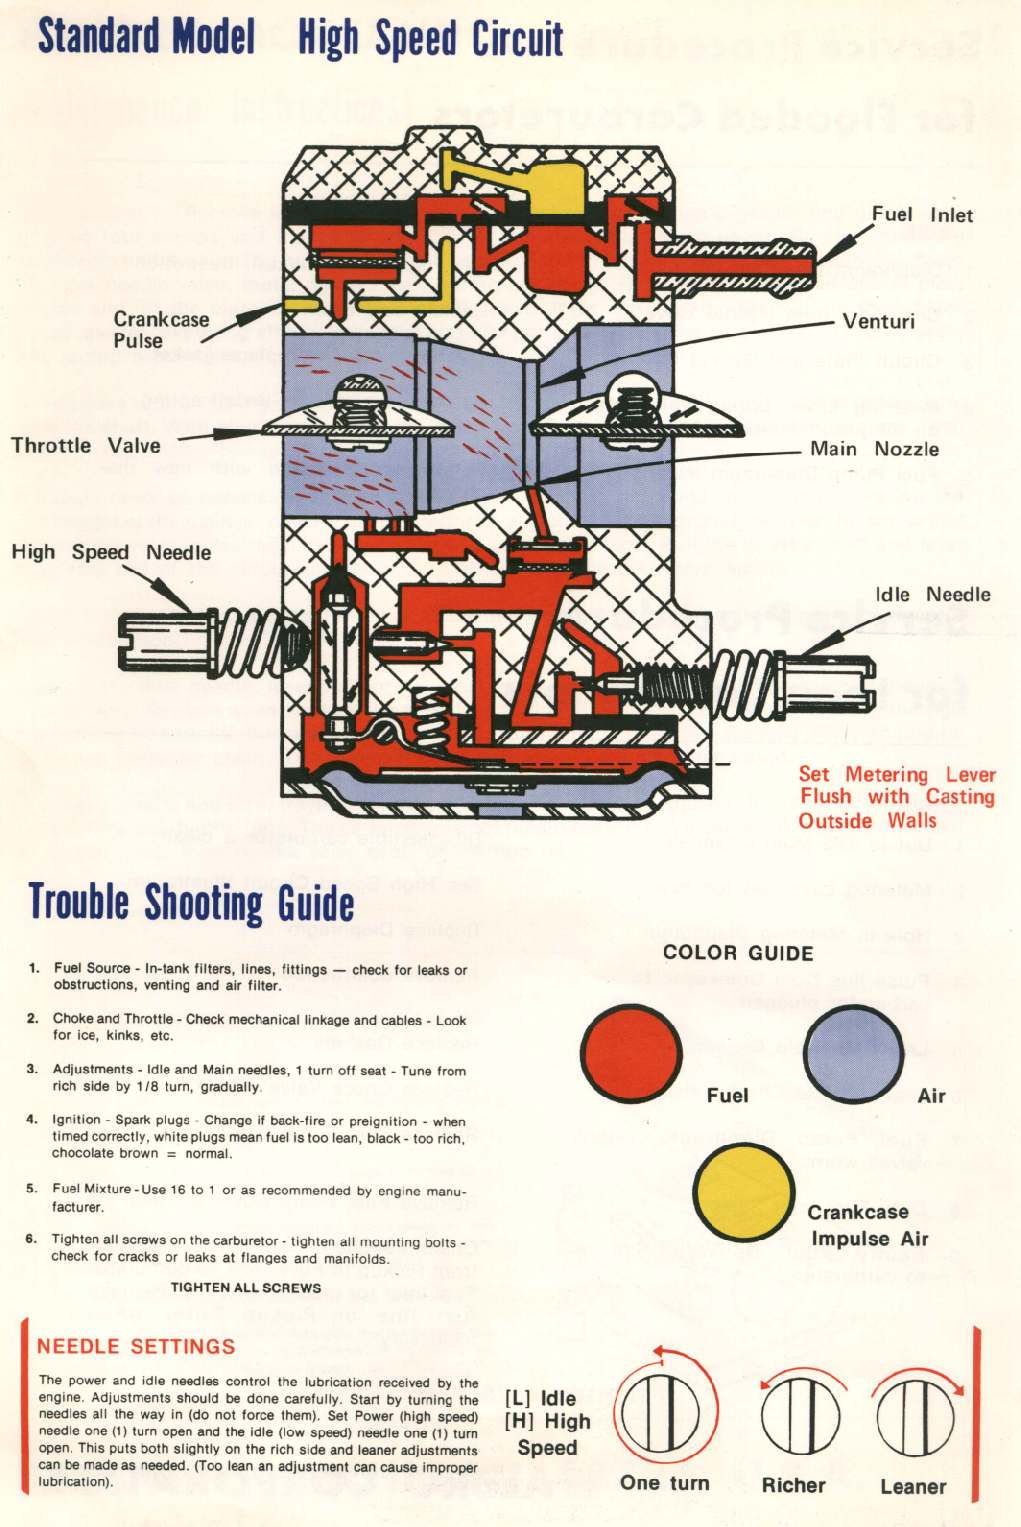 Standard Model High Speed Circuit
Fuel Inlet
Crankcase
Pulse
Venturi
Throttle Valve
Main Nozzle
High Speed Needle
Idle Needle
Set Metering Lever
Flush with Casting
Outside Walls
Trouble Shooting Guide
1. Fuel Source - In-tank filters, lines, fittings — check for leaks or
obstructions, venting and air filter.
2. Choke and Throttle - Check mechanical linkage and cables - Look
for ice, kinks, etc.
3. Adjustments - Idle and Main needles, 1 turn off seat - Tune from
rich side by 1/8 turn, gradually.
4. Ignition - Spark plugs - Change if back-fire or preignition - when
timed correctly, white plugs mean fuel is too lean, black - too rich,
chocolate brown = normal.
5. Fuel Mixture - Use 16 to 1 or as recommended by engine manu-
facturer.
6. Tighten all screws on the carburetor - tighten all mounting bolts -
check for cracks or leaks at flanges and manifolds.
TIGHTEN ALL SCREWS
COLOR GUIDE
Fuel
Air
Crankcase
Impulse Air
NEEDLE SETTINGS
The power and idle needles control the lubrication received by the
engine. Adjustments should be done carefully. Start by turning the
needles all the way in (do not force them). Set Power (high speed)
needle one (1) turn open and the idle (low speed) needle one (1) turn
open. This puts both slightly on the rich side and leaner adjustments
can be made as needed. (Too lean an adjustment can cause improper
lubrication).
[L] Idle
[H] High
Speed
One turn
Richer
Leaner